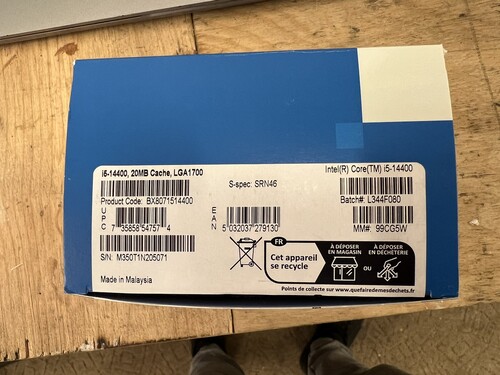 i5-14400, 20MB Cache, LGA1700
Intel(R) Core(TM) i5-14400
S-spec: SRN46
Product Code: BX8071514400
Batch#: L344F080
UPC
7 35858 54757 4
EAN
5 032037 279130
MM#: 99CG5W
S/N: M350T1N205071
FR
Cet appareil
se recycle
À DÉPOSER
EN MAGASIN
OU
À DÉPOSER
EN DÉCHÈTERIE
Points de collecte sur www.quefairedemesdechets.fr
Made in Malaysia